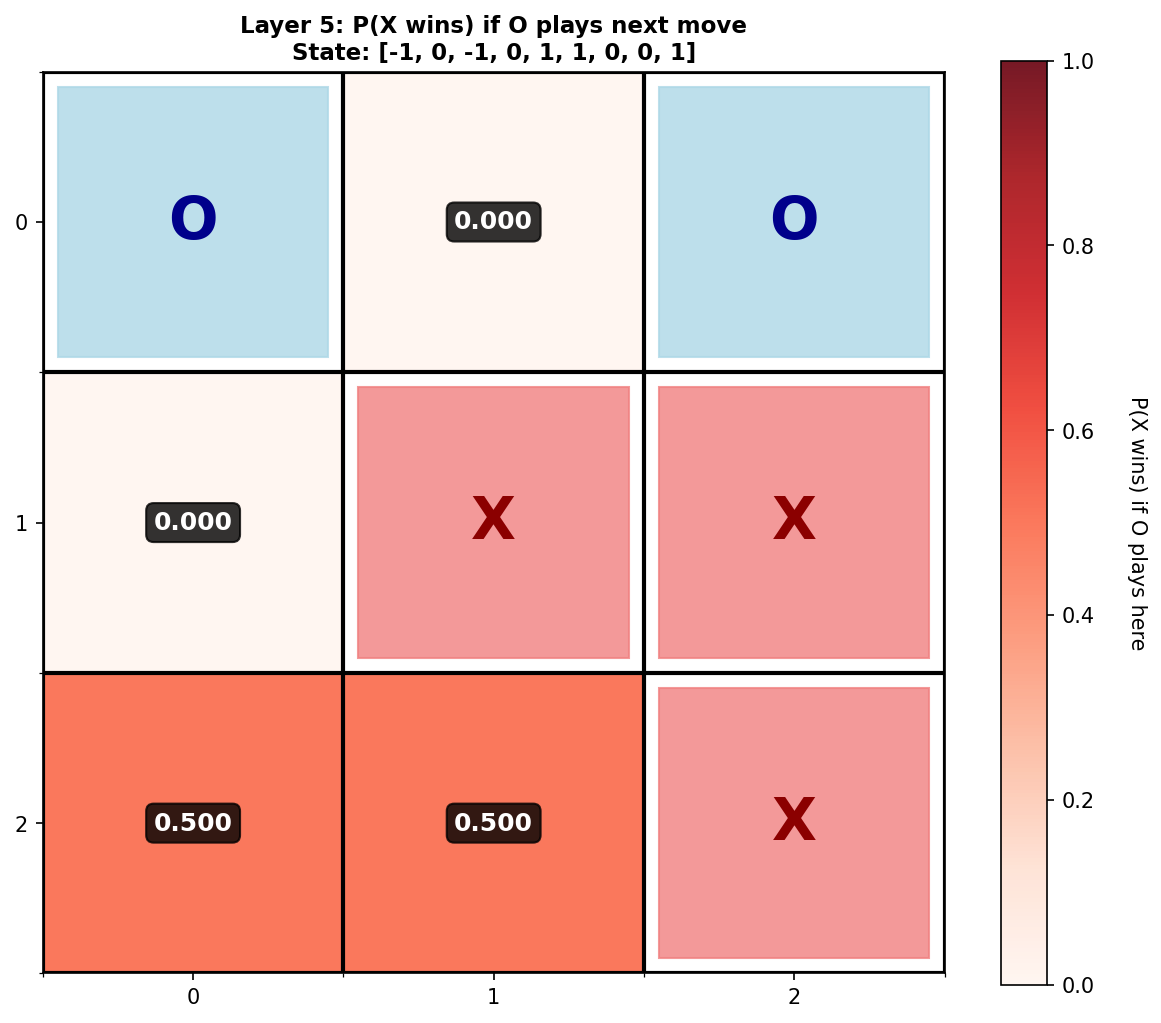 Layer 5: P(X wins) if O plays next move
State: [-1, 0, -1, 0, 1, 1, 0, 0, 1]
0
O
0.000
O
1
0.000
X
X
2
0.500
0.500
X
0
1
2
1.0
0.8
0.6
0.4
0.2
0.0
P(X wins) if O plays here